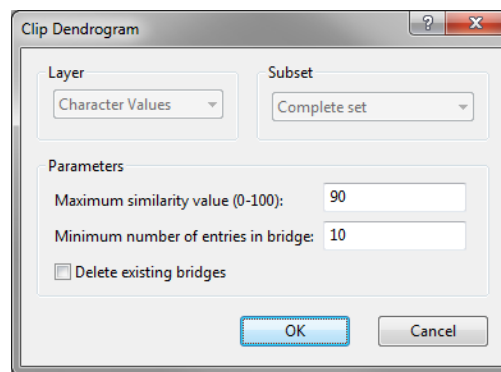 Clip Dendrogram
Layer
Character Values
Subset
Complete set
Parameters
Maximum similarity value (0-100): 90
Minimum number of entries in bridge: 10
Delete existing bridges
OK Cancel